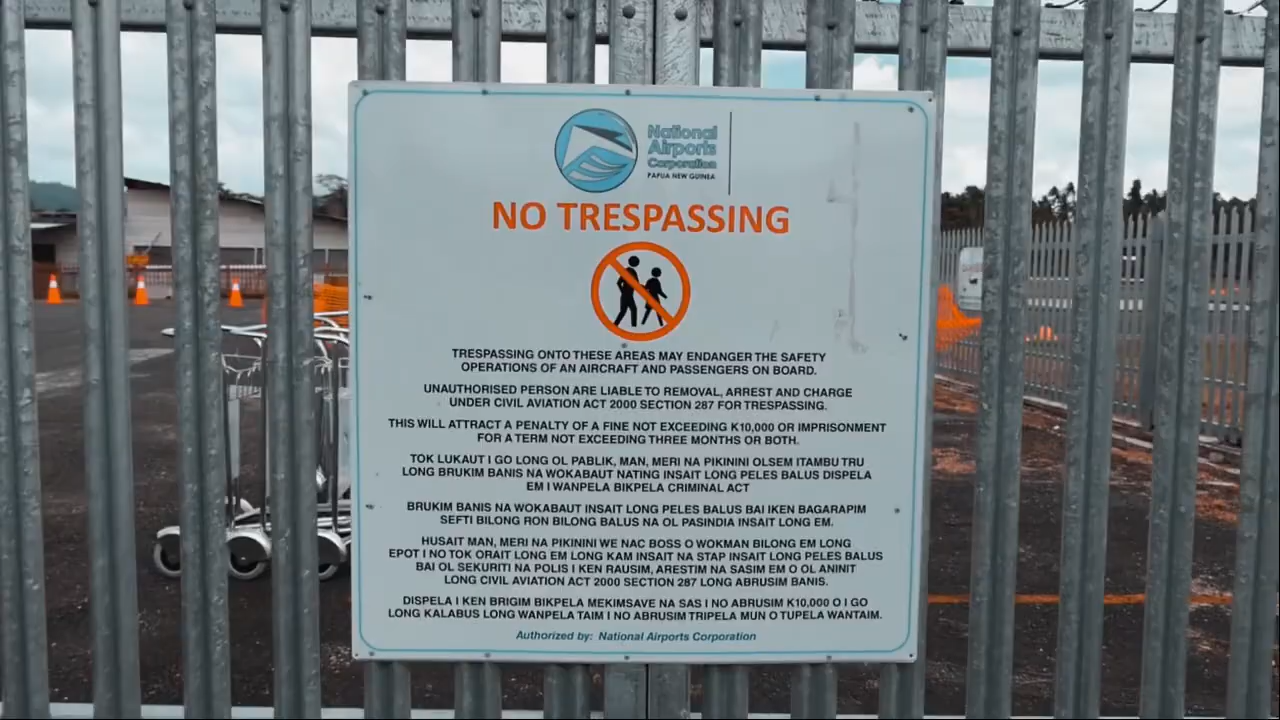 National
Airports
Corporation
PAPUA NEW GUINEA
NO TRESPASSING
TRESPASSING ONTO THESE AREAS MAY ENDANGER THE SAFETY
OPERATIONS OF AN AIRCRAFT AND PASSENGERS ON BOARD.
UNAUTHORISED PERSON ARE LIABLE TO REMOVAL, ARREST AND CHARGE
UNDER CIVIL AVIATION ACT 2000 SECTION 287 FOR TRESPASSING.
THIS WILL ATTRACT A PENALTY OF A FINE NOT EXCEEDING K10,000 OR IMPRISONMENT
FOR A TERM NOT EXCEEDING THREE MONTHS OR BOTH.
TOK LUKAUT I GO LONG OL PABLIK, MAN, MERI NA PIKININI OLSEM ITAMBU TRU
LONG BRUKIM BANIS NA WOKABAUT NATING INSAIT LONG PELES BALUS DISPELA
EM I WANPELA BIKPELA CRIMINAL ACT
BRUKIM BANIS NA WOKABAUT INSAIT LONG PELES BALUS BAI IKEN BAGARAPIM
SEFTI BILONG RON BILONG BALUS NA OL PASINDIA INSAIT LONG EM.
HUSAIT MAN, MERI NA PIKININI WE NAC BOSS O WOKMAN BILONG EM LONG
EPOT I NO TOK ORAIT LONG EM LONG KAM INSAIT NA STAP INSAIT LONG PELES BALUS
BAI OL SEKURITI NA POLIS I KEN RAUSIM, ARESTIM NA SASIM EM O OL ANINIT
LONG CIVIL AVIATION ACT 2000 SECTION 287 LONG ABRUSIM BANIS.
DISPELA I KEN BRIGIM BIKPELA MEKIMSAVE NA SAS I NO ABRUSIM K10,000 O I GO
LONG KALABUS LONG WANPELA TAIM I NO ABRUSIM TRIPELA MUN O TUPELA WANTAIM.
Authorized by: National Airports Corporation